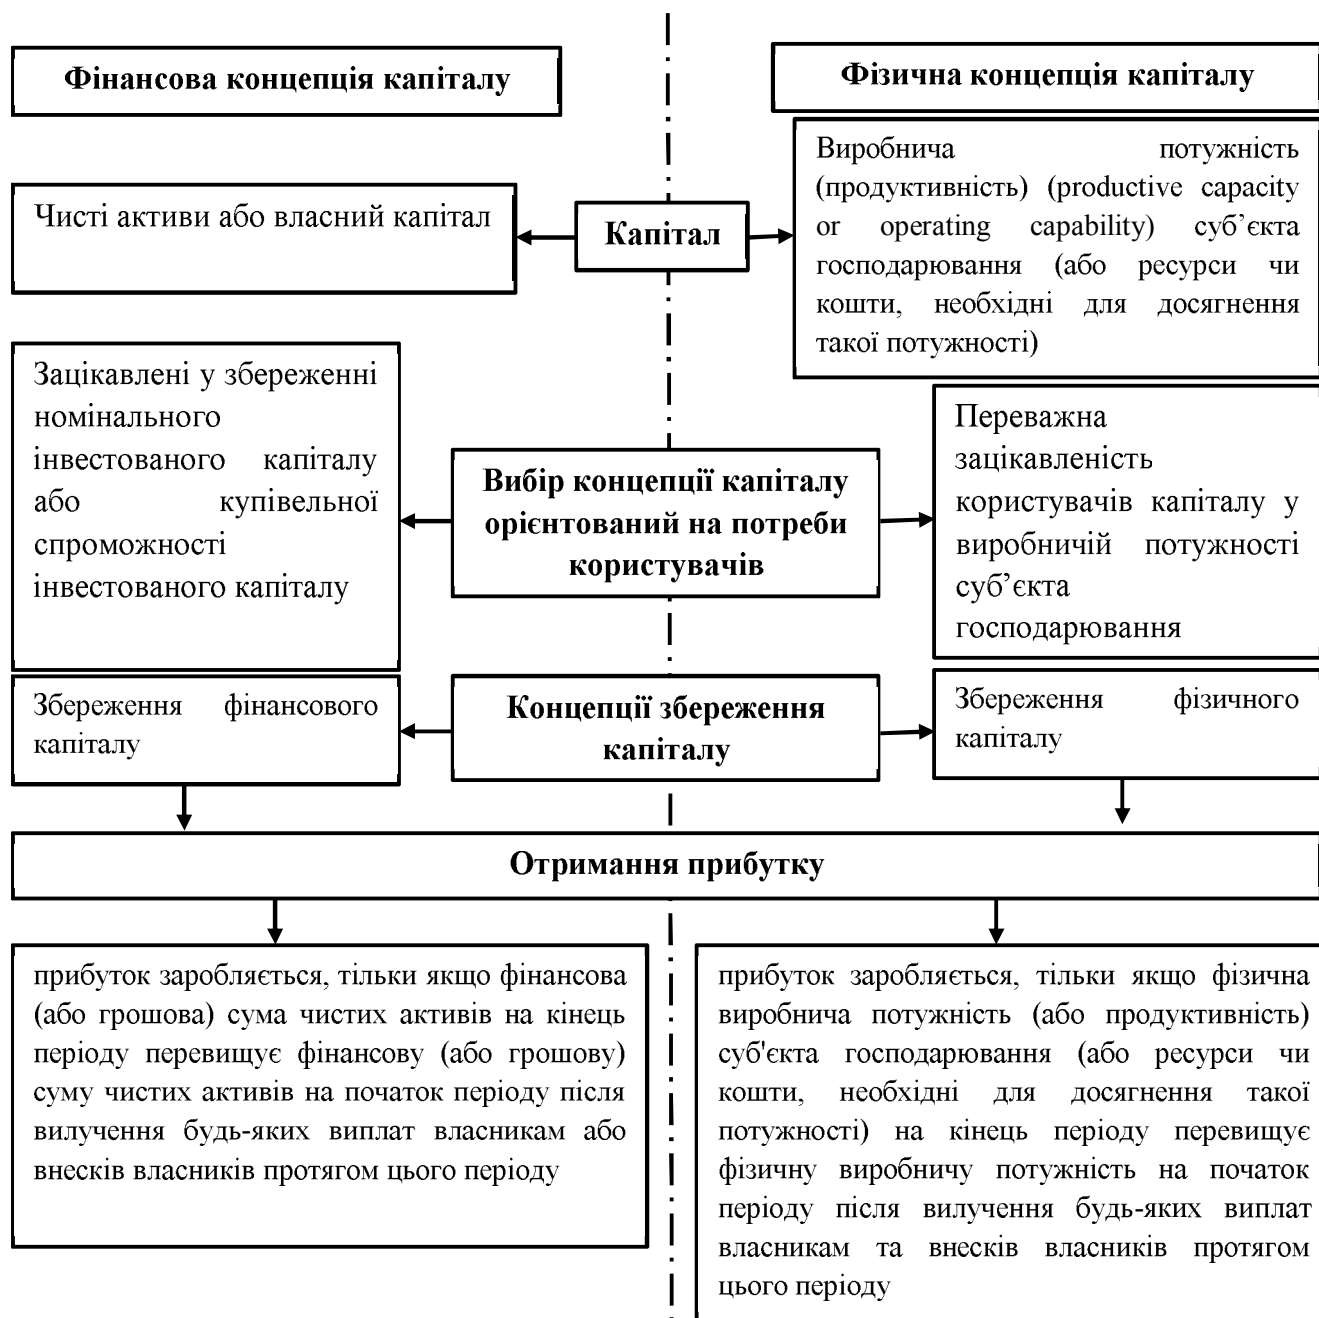 Фінансова концепція капіталу
Фізична концепція капіталу
Чисті активи або власний капітал
Капітал
Виробнича потужність
(продуктивність) (productive capacity
or operating capability) суб’єкта
господарювання (або ресурси чи
кошти, необхідні для досягнення
такої потужності)
Зацікавлені у збереженні
номінального
інвестованого капіталу
або купівельної
спроможності
інвестованого капіталу
Вибір концепції капіталу
орієнтований на потреби
користувачів
Переважна
зацікавленість
користувачів капіталу у
виробничій потужності
суб’єкта
господарювання
Збереження фінансового
капіталу
Концепції збереження
капіталу
Збереження фізичного
капіталу
Отримання прибутку
прибуток заробляється, тільки якщо фінансова
(або грошова) сума чистих активів на кінець
періоду перевищує фінансову (або грошову)
суму чистих активів на початок періоду після
вилучення будь-яких виплат власникам або
внесків власників протягом цього періоду
прибуток заробляється, тільки якщо фізична
виробнича потужність (або продуктивність)
суб'єкта господарювання (або ресурси чи
кошти, необхідні для досягнення такої
потужності) на кінець періоду перевищує
фізичну виробничу потужність на початок
періоду після вилучення будь-яких виплат
власникам та внесків власників протягом
цього періоду